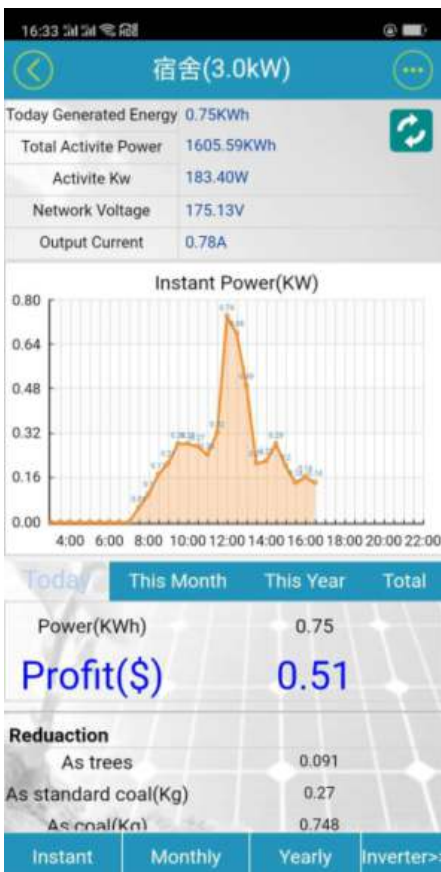 16:33
宿舍(3.0kW)
Today Generated Energy 0.75KWh
Total Activite Power 1605.59KWh
Activite Kw 183.40W
Network Voltage 175.13V
Output Current 0.78A
Instant Power(KW)
0.80
0.64
0.48
0.32
0.16
0.00
4:00 6:00 8:00 10:00 12:00 14:00 16:00 18:00 20:00 22:00
Today This Month This Year Total
Power(KWh) 0.75
Profit($) 0.51
Reduaction
As trees 0.091
As standard coal(Kg) 0.27
As coal(Kg) 0.748
Instant Monthly Yearly Inverter>>